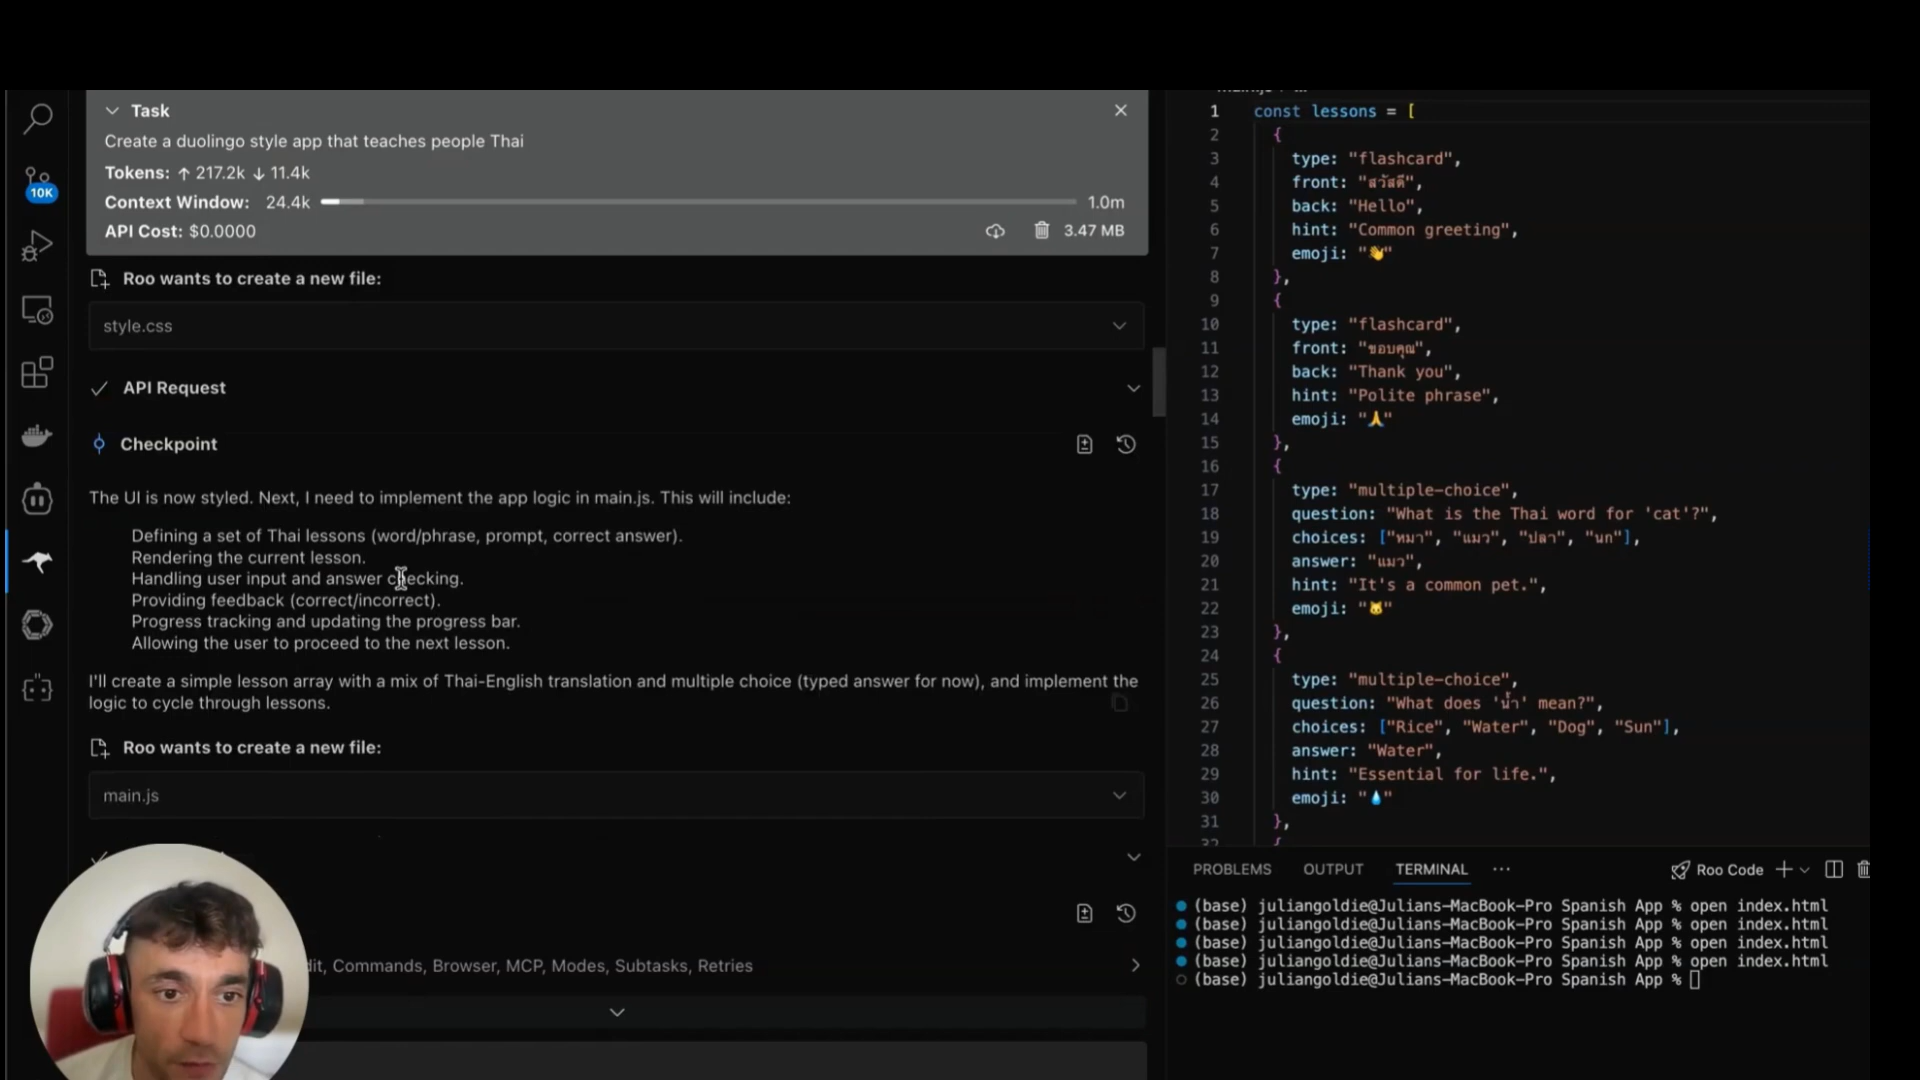 Task
Create a duolingo style app that teaches people Thai
Tokens: ↑ 217.2k ↓ 11.4k
Context Window: 24.4k 1.0m
API Cost: $0.0000 3.47 MB
10K
Roo wants to create a new file:
style.css
API Request
Checkpoint
The UI is now styled. Next, I need to implement the app logic in main.js. This will include:
Defining a set of Thai lessons (word/phrase, prompt, correct answer).
Rendering the current lesson.
Handling user input and answer checking.
Providing feedback (correct/incorrect).
Progress tracking and updating the progress bar.
Allowing the user to proceed to the next lesson.
I'll create a simple lesson array with a mix of Thai-English translation and multiple choice (typed answer for now), and implement the
logic to cycle through lessons.
Roo wants to create a new file:
main.js
dit, Commands, Browser, MCP, Modes, Subtasks, Retries
1 const lessons = [
2 {
3 type: "flashcard",
4 front: "สวัสดี",
5 back: "Hello",
6 hint: "Common greeting",
7 emoji: "👋"
8 },
9 {
10 type: "flashcard",
11 front: "ขอบคุณ",
12 back: "Thank you",
13 hint: "Polite phrase",
14 emoji: "🙏"
15 },
16 {
17 type: "multiple-choice",
18 question: "What is the Thai word for 'cat'?",
19 choices: ["หมา", "แมว", "ปลา", "นก"],
20 answer: "แมว",
21 hint: "It's a common pet.",
22 emoji: "🐱"
23 },
24 {
25 type: "multiple-choice",
26 question: "What does 'น้ำ' mean?",
27 choices: ["Rice", "Water", "Dog", "Sun"],
28 answer: "Water",
29 hint: "Essential for life.",
30 emoji: "💧"
31 },
32 {
PROBLEMS OUTPUT TERMINAL ··· Roo Code
(base) juliangoldie@Julians-MacBook-Pro Spanish App % open index.html
(base) juliangoldie@Julians-MacBook-Pro Spanish App % open index.html
(base) juliangoldie@Julians-MacBook-Pro Spanish App % open index.html
(base) juliangoldie@Julians-MacBook-Pro Spanish App % open index.html
(base) juliangoldie@Julians-MacBook-Pro Spanish App %